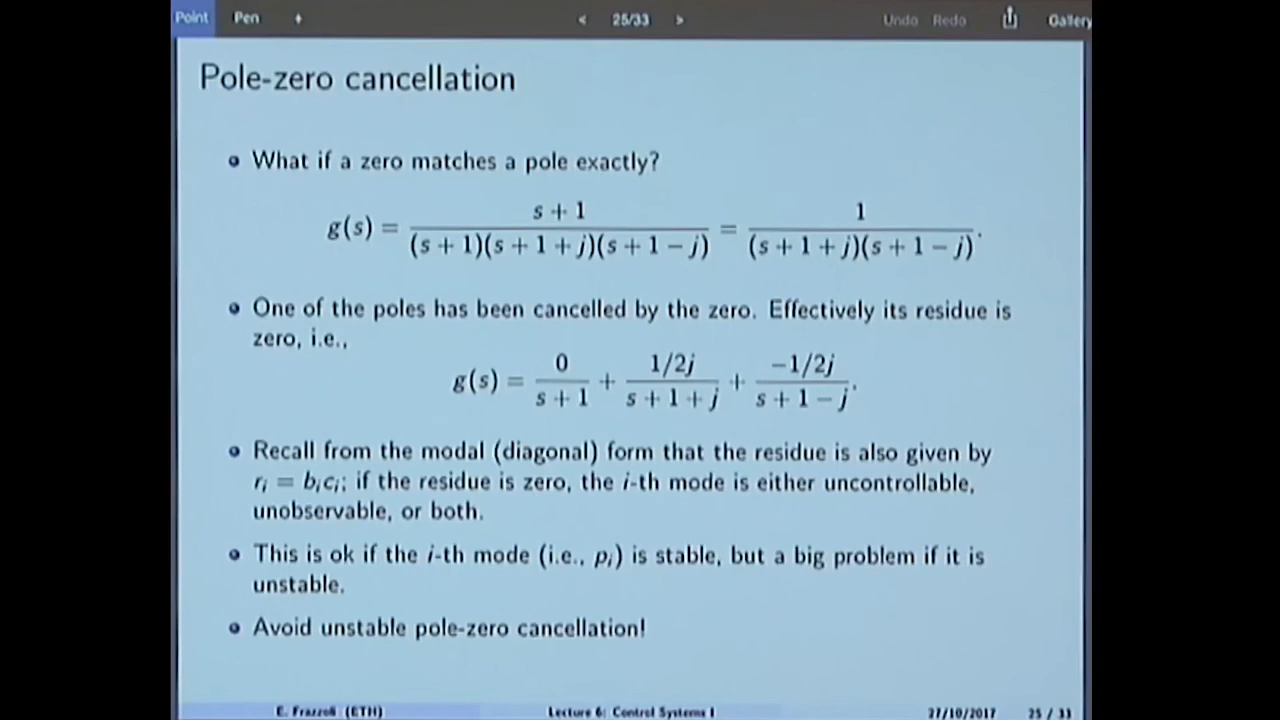 Point Pen + < 25/33 > Undo Redo Gallery
Pole-zero cancellation
What if a zero matches a pole exactly?
g(s) = \frac{s + 1}{(s + 1)(s + 1 + j)(s + 1 − j)} = \frac{1}{(s + 1 + j)(s + 1 − j)}.
One of the poles has been cancelled by the zero. Effectively its residue is
zero, i.e.,
g(s) = \frac{0}{s + 1} + \frac{1/2j}{s + 1 + j} + \frac{−1/2j}{s + 1 − j}.
Recall from the modal (diagonal) form that the residue is also given by
r_i = b_i c_i; if the residue is zero, the i-th mode is either uncontrollable,
unobservable, or both.
This is ok if the i-th mode (i.e., p_i) is stable, but a big problem if it is
unstable.
Avoid unstable pole-zero cancellation!
E. Frazzoli (ETH) Lecture 6: Control Systems I 27/10/2017 25 / 33